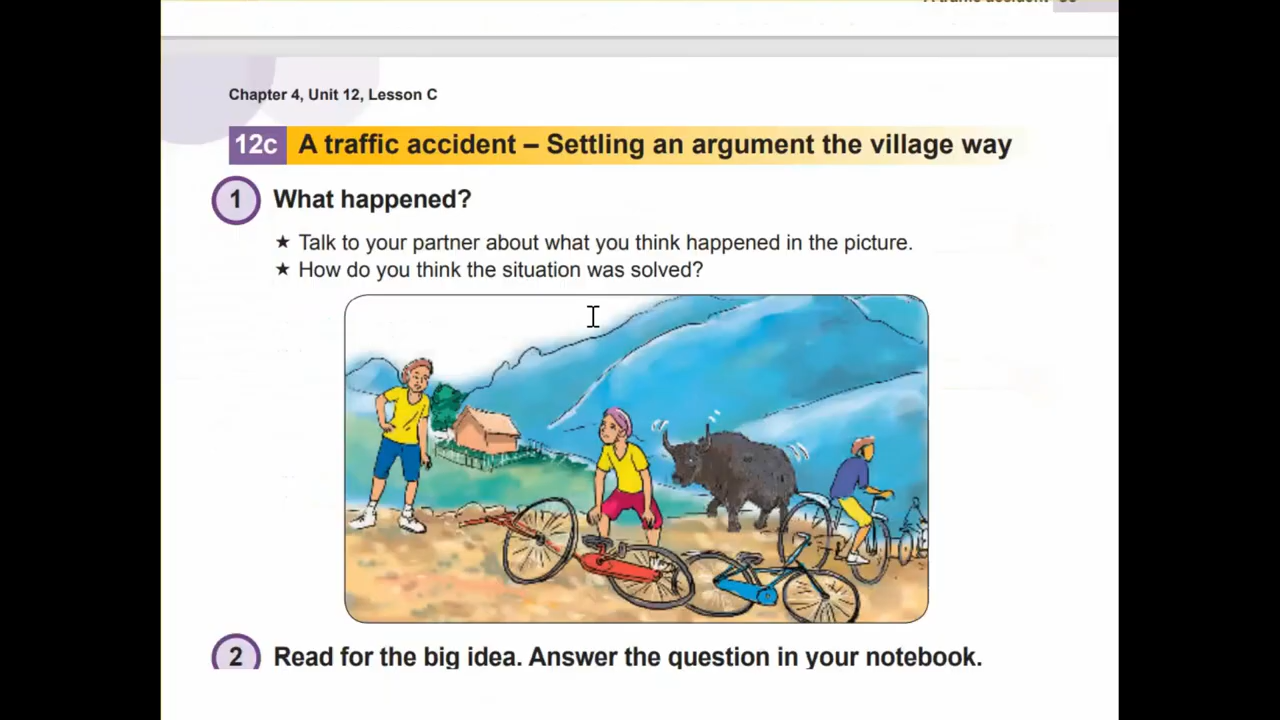 Chapter 4, Unit 12, Lesson C
12c A traffic accident – Settling an argument the village way
1 What happened?
★ Talk to your partner about what you think happened in the picture.
★ How do you think the situation was solved?
2 Read for the big idea. Answer the question in your notebook.